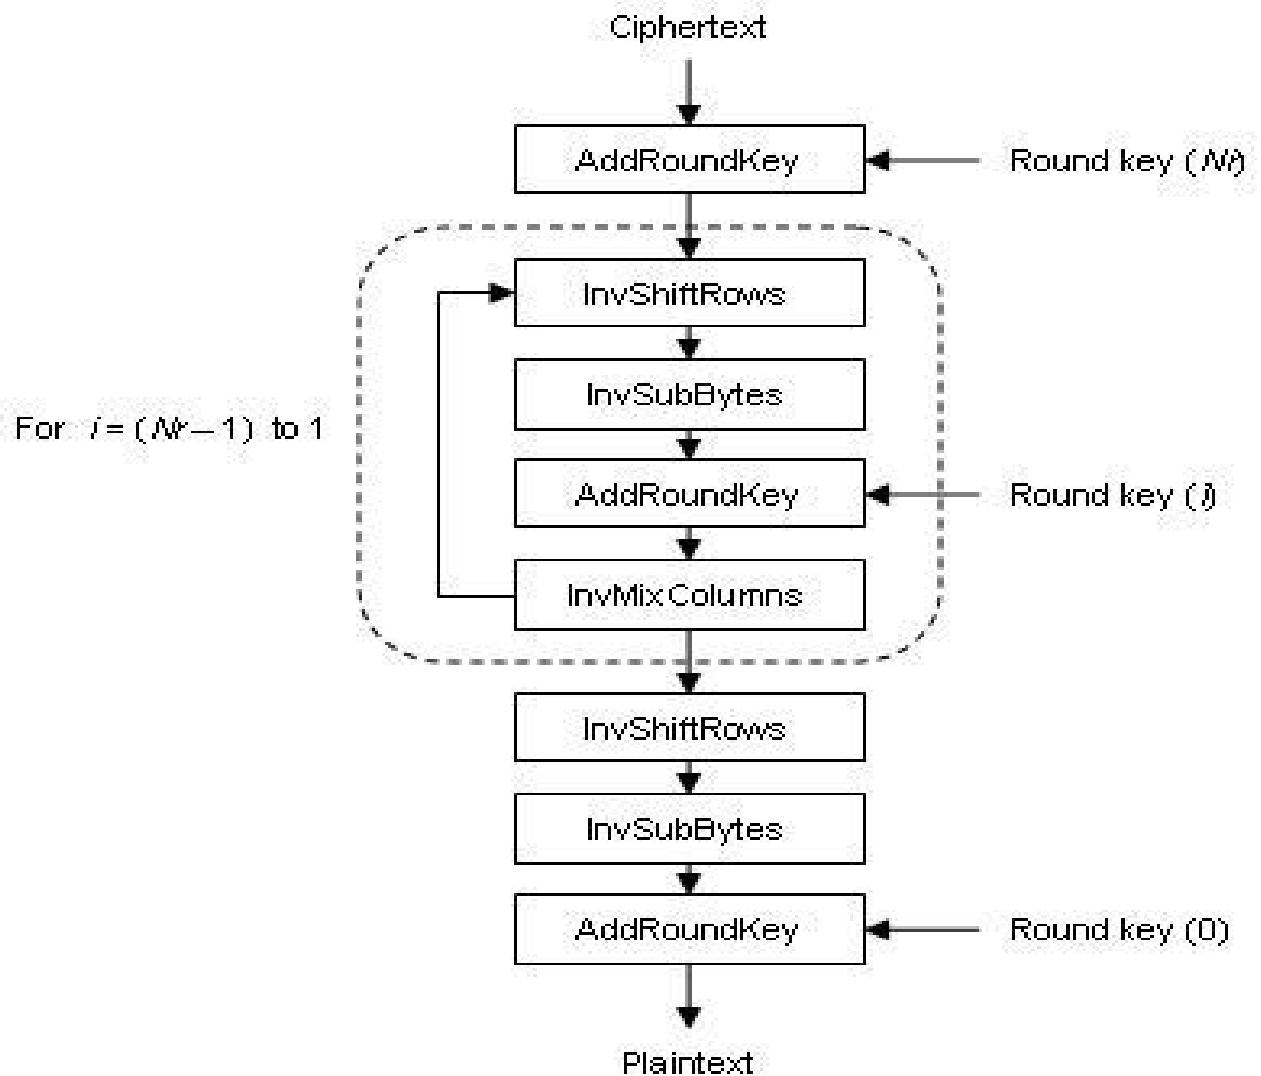 Ciphertext
AddRoundKey
Round key (Nr)
InvShiftRows
InvSubBytes
For i = (Nr – 1) to 1
AddRoundKey
Round key (i)
InvMixColumns
InvShiftRows
InvSubBytes
AddRoundKey
Round key (0)
Plaintext